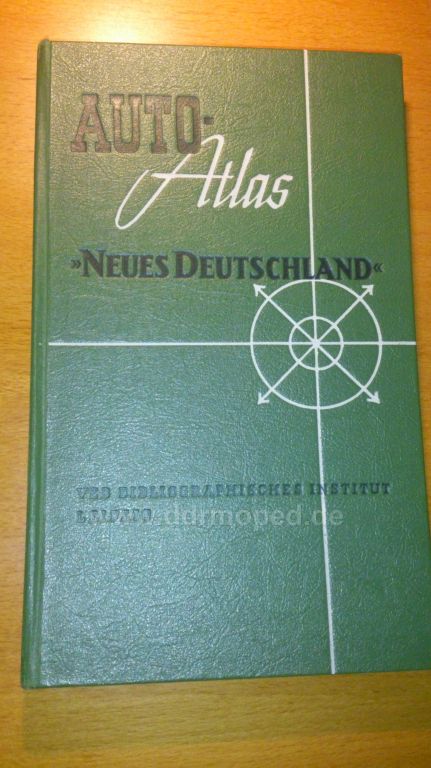 AUTO-
Atlas
»NEUES DEUTSCHLAND«
VEB BIBLIOGRAPHISCHES INSTITUT
LEIPZIG
ddrmoped.de